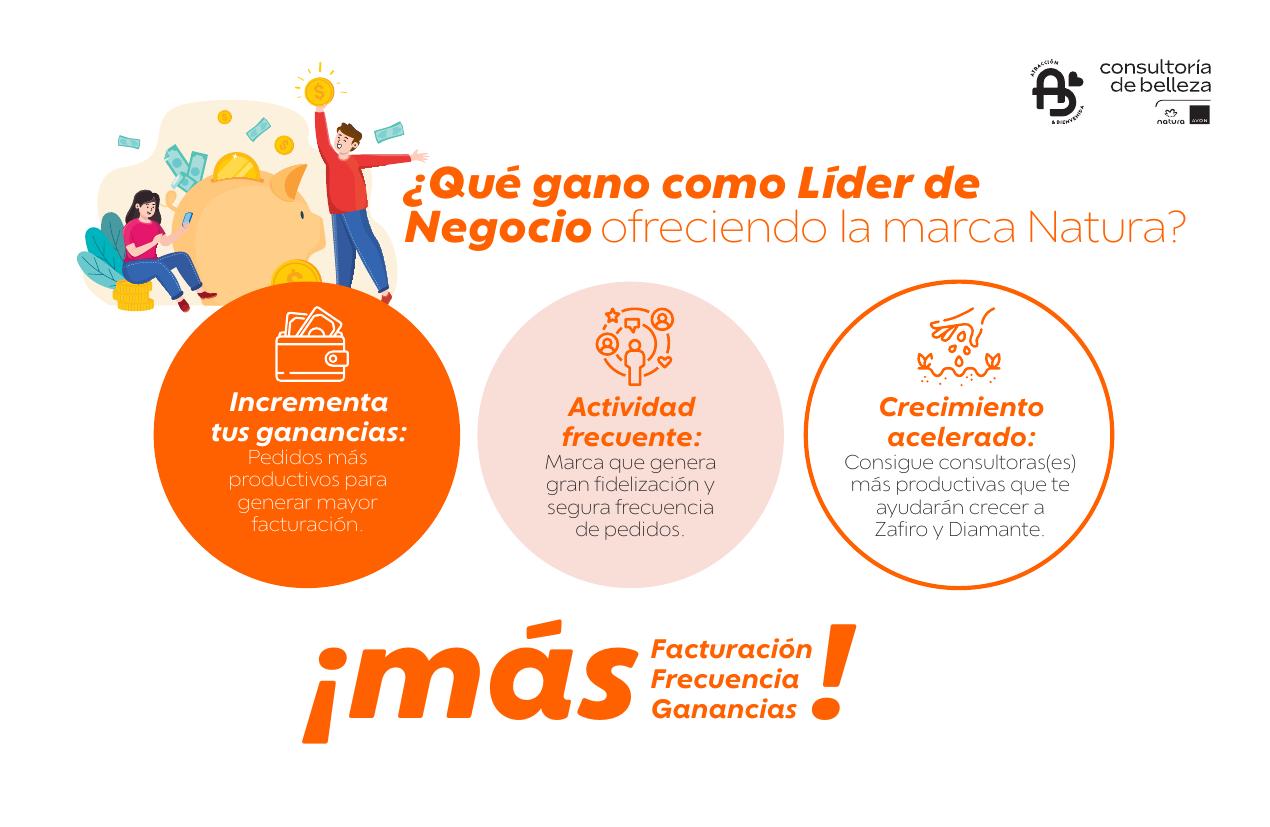 ATRACCIÓN
& BIENVENIDA
consultoría
de belleza
natura
AVON
¿Qué gano como Líder de
Negocio ofreciendo la marca Natura?
Incrementa
tus ganancias:
Pedidos más
productivos para
generar mayor
facturación.
Actividad
frecuente:
Marca que genera
gran fidelización y
segura frecuencia
de pedidos.
Crecimiento
acelerado:
Consigue consultoras(es)
más productivas que te
ayudarán crecer a
Zafiro y Diamante.
¡más
Facturación
Frecuencia
Ganancias
!